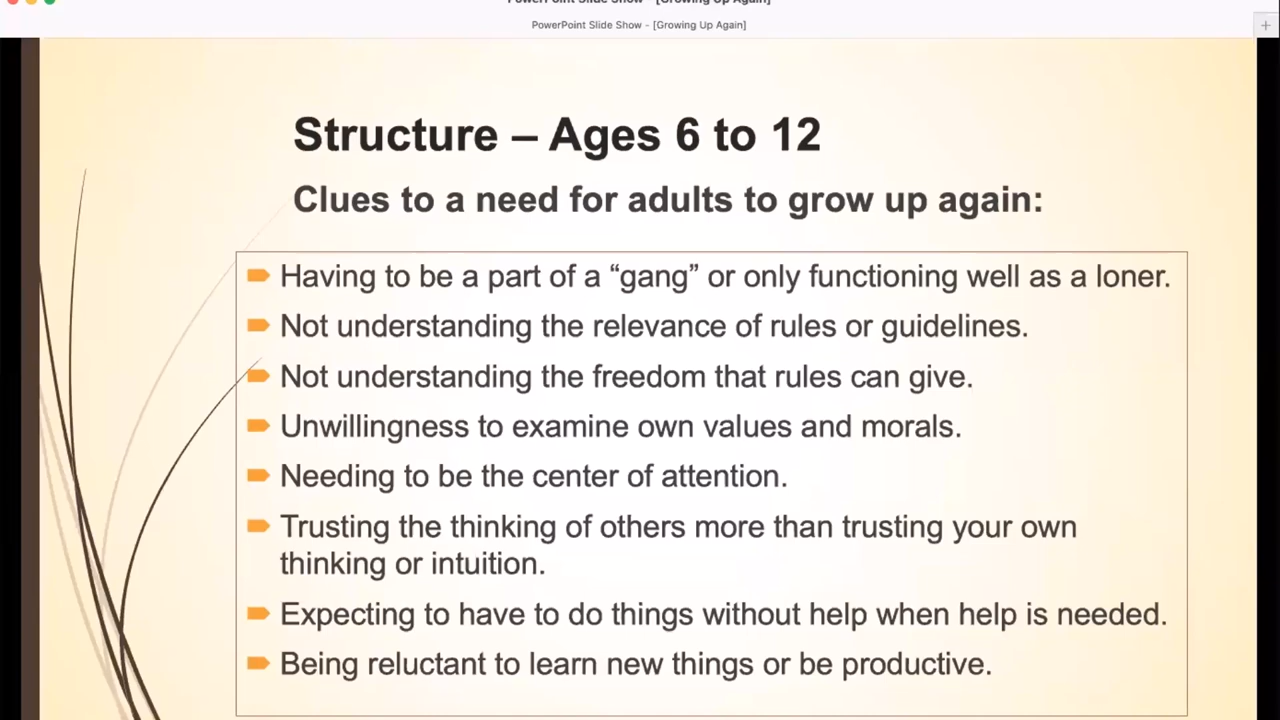 PowerPoint Slide Show - [Growing Up Again]
PowerPoint Slide Show - [Growing Up Again]
+
Structure – Ages 6 to 12
Clues to a need for adults to grow up again:
Having to be a part of a “gang” or only functioning well as a loner.
Not understanding the relevance of rules or guidelines.
Not understanding the freedom that rules can give.
Unwillingness to examine own values and morals.
Needing to be the center of attention.
Trusting the thinking of others more than trusting your own
thinking or intuition.
Expecting to have to do things without help when help is needed.
Being reluctant to learn new things or be productive.